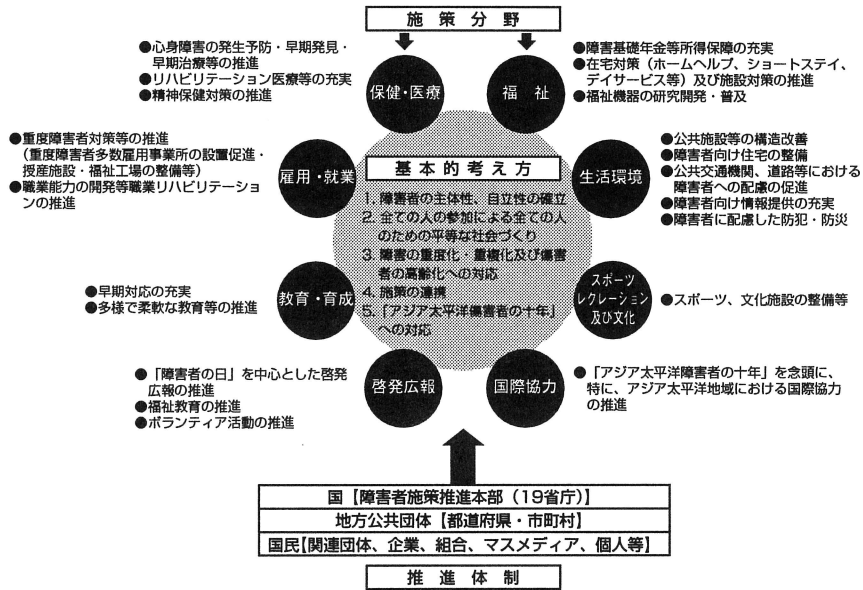 施策分野
●心身障害の発生予防・早期発見・
早期治療等の推進
●リハビリテーション医療等の充実
●精神保健対策の推進
保健・医療
福祉
●障害基礎年金等所得保障の充実
●在宅対策（ホームヘルプ、ショートステイ、
デイサービス等）及び施設対策の推進
●福祉機器の研究開発・普及
●重度障害者対策等の推進
（重度障害者多数雇用事業所の設置促進・
授産施設・福祉工場の整備等）
●職業能力の開発等職業リハビリテーショ
ンの推進
雇用・就業
生活環境
●公共施設等の構造改善
●障害者向け住宅の整備
●公共交通機関、道路等における
障害者への配慮の促進
●障害者向け情報提供の充実
●障害者に配慮した防犯・防災
基本的考え方
1. 障害者の主体性、自立性の確立
2. 全ての人の参加による全ての人
のための平等な社会づくり
3. 障害の重度化・重複化及び傷害
者の高齢化への対応
4. 施策の連携
5. 「アジア太平洋傷害者の十年」
への対応
●早期対応の充実
●多様で柔軟な教育等の推進
教育・育成
スポーツ
レクレーション
及び文化
●スポーツ、文化施設の整備等
●「障害者の日」を中心とした啓発
広報の推進
●福祉教育の推進
●ボランティア活動の推進
啓発広報
国際協力
●「アジア太平洋障害者の十年」を念頭に、
特に、アジア太平洋地域における国際協力
の推進
国【障害者施策推進本部（19省庁）】
地方公共団体【都道府県・市町村】
国民【関連団体、企業、組合、マスメディア、個人等】
推進体制